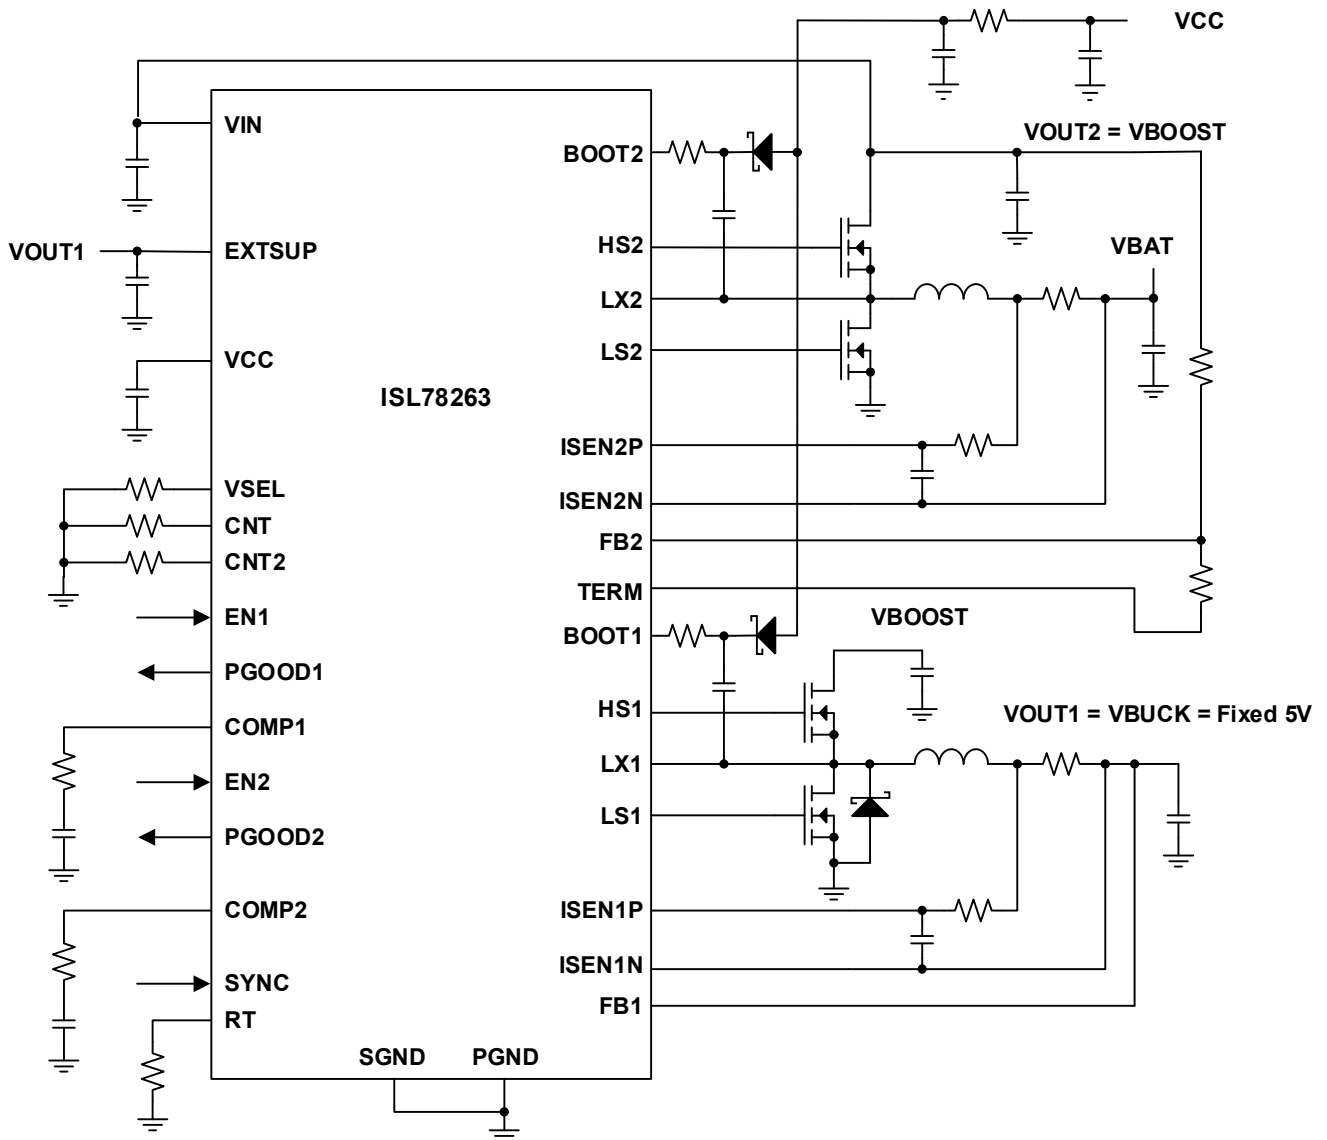 VCC
VIN
VOUT2 = VBOOST
BOOT2
VOUT1
EXTSUP
HS2
VBAT
LX2
VCC
LS2
ISL78263
ISEN2P
VSEL
ISEN2N
CNT
FB2
CNT2
TERM
EN1
VBOOST
BOOT1
PGOOD1
HS1
VOUT1 = VBUCK = Fixed 5V
COMP1
LX1
EN2
LS1
PGOOD2
COMP2
ISEN1P
ISEN1N
SYNC
FB1
RT
SGND
PGND